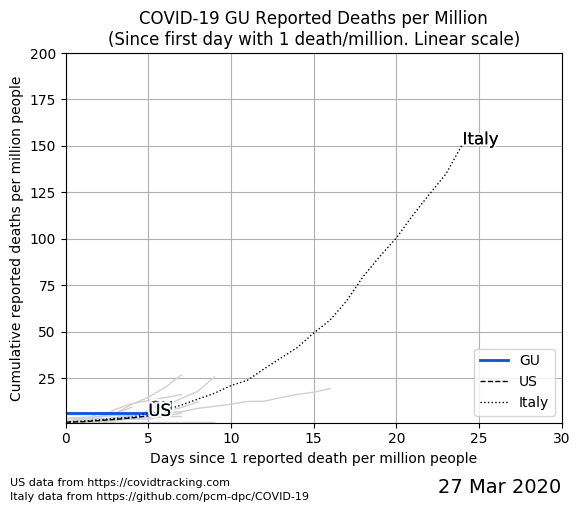 COVID-19 GU Reported Deaths per Million
(Since first day with 1 death/million. Linear scale)
Cumulative reported deaths per million people
200
175
150
125
100
75
50
25
Italy
US
GU
US
Italy
0
5
10
15
20
25
30
Days since 1 reported death per million people
US data from https://covidtracking.com
Italy data from https://github.com/pcm-dpc/COVID-19
27 Mar 2020